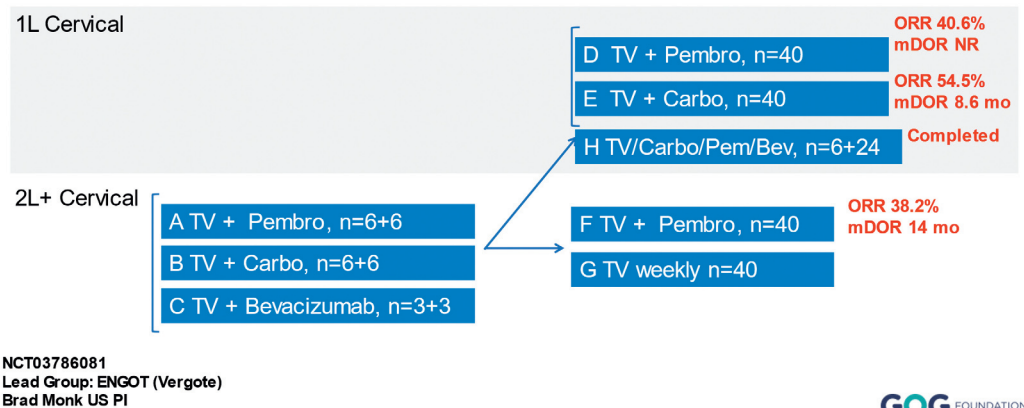 1L Cervical
D TV + Pembro, n=40
ORR 40.6%
mDOR NR
E TV + Carbo, n=40
ORR 54.5%
mDOR 8.6 mo
H TV/Carbo/Pem/Bev, n=6+24
Completed
2L+ Cervical
A TV + Pembro, n=6+6
B TV + Carbo, n=6+6
C TV + Bevacizumab, n=3+3
F TV + Pembro, n=40
ORR 38.2%
mDOR 14 mo
G TV weekly n=40
NCT03786081
Lead Group: ENGOT (Vergote)
Brad Monk US PI
GOG FOUNDATION